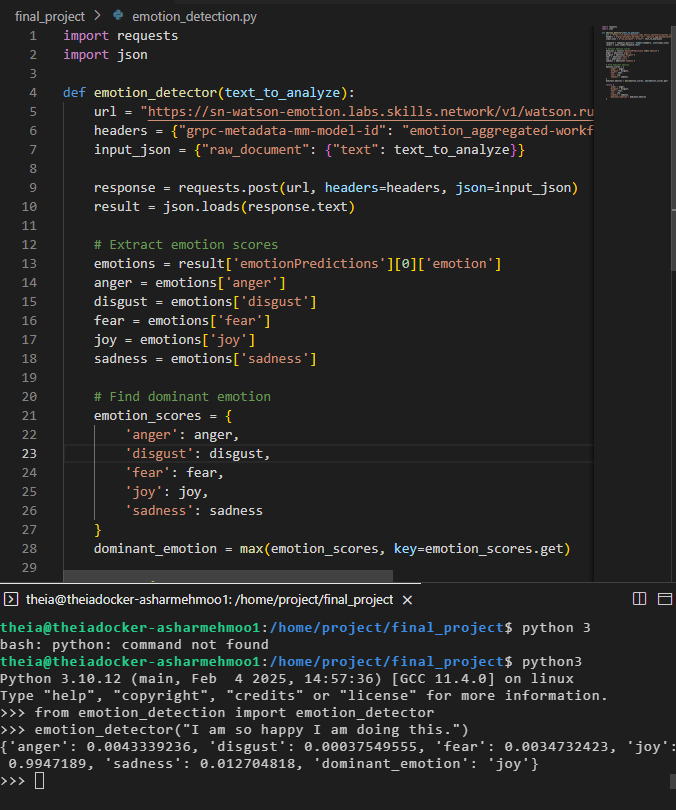 final_project > emotion_detection.py
1 import requests
2 import json
3
4 def emotion_detector(text_to_analyze):
5     url = "https://sn-watson-emotion.labs.skills.network/v1/watson.ru
6     headers = {"grpc-metadata-mm-model-id": "emotion_aggregated-workf
7     input_json = {"raw_document": {"text": text_to_analyze}}
8
9     response = requests.post(url, headers=headers, json=input_json)
10     result = json.loads(response.text)
11
12     # Extract emotion scores
13     emotions = result['emotionPredictions'][0]['emotion']
14     anger = emotions['anger']
15     disgust = emotions['disgust']
16     fear = emotions['fear']
17     joy = emotions['joy']
18     sadness = emotions['sadness']
19
20     # Find dominant emotion
21     emotion_scores = {
22         'anger': anger,
23         'disgust': disgust,
24         'fear': fear,
25         'joy': joy,
26         'sadness': sadness
27     }
28     dominant_emotion = max(emotion_scores, key=emotion_scores.get)
29
theia@theiadocker-asharmehmoo1: /home/project/final_project ×
theia@theiadocker-asharmehmoo1:/home/project/final_project$ python 3
bash: python: command not found
theia@theiadocker-asharmehmoo1:/home/project/final_project$ python3
Python 3.10.12 (main, Feb  4 2025, 14:57:36) [GCC 11.4.0] on linux
Type "help", "copyright", "credits" or "license" for more information.
>>> from emotion_detection import emotion_detector
>>> emotion_detector("I am so happy I am doing this.")
{'anger': 0.0043339236, 'disgust': 0.00037549555, 'fear': 0.0034732423, 'joy':
 0.9947189, 'sadness': 0.012704818, 'dominant_emotion': 'joy'}
>>>